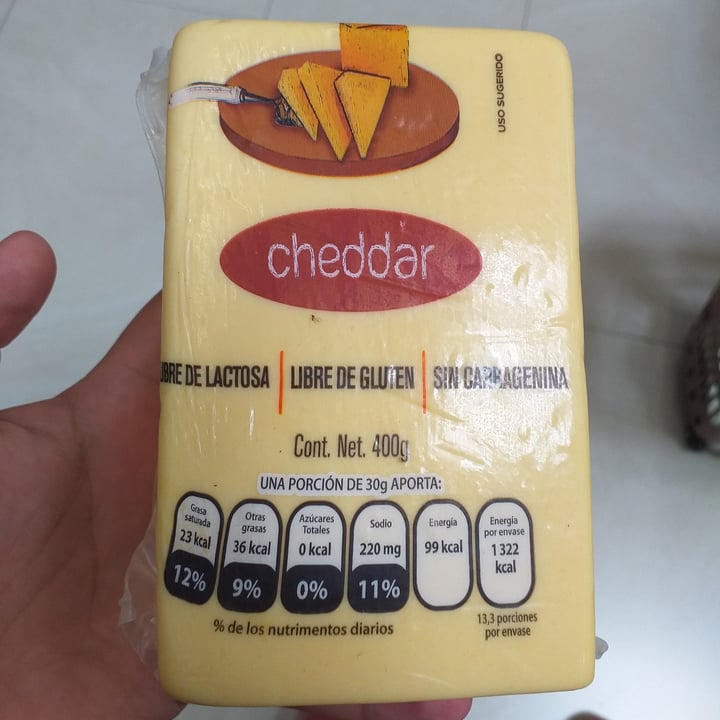 USO SUGERIDO
cheddar
LIBRE DE LACTOSA | LIBRE DE GLUTEN | SIN CARRAGENINA
Cont. Net. 400g
UNA PORCIÓN DE 30g APORTA:
Grasa saturada 23 kcal 12%
Otras grasas 36 kcal 9%
Azúcares Totales 0 kcal 0%
Sodio 220 mg 11%
Energía 99 kcal
Energía por envase 1 322 kcal
% de los nutrimentos diarios
13,3 porciones
por envase